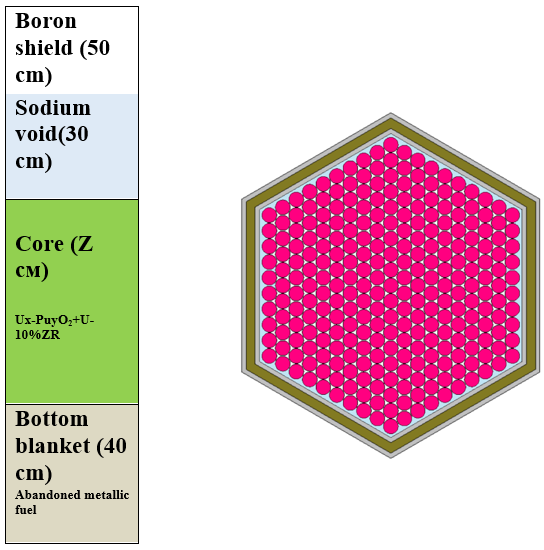 Boron
shield (50
cm)
Sodium
void(30
cm)
Core (Z
см)
Ux-PuyO₂+U-
10%ZR
Bottom
blanket (40
cm)
Abandoned metallic
fuel